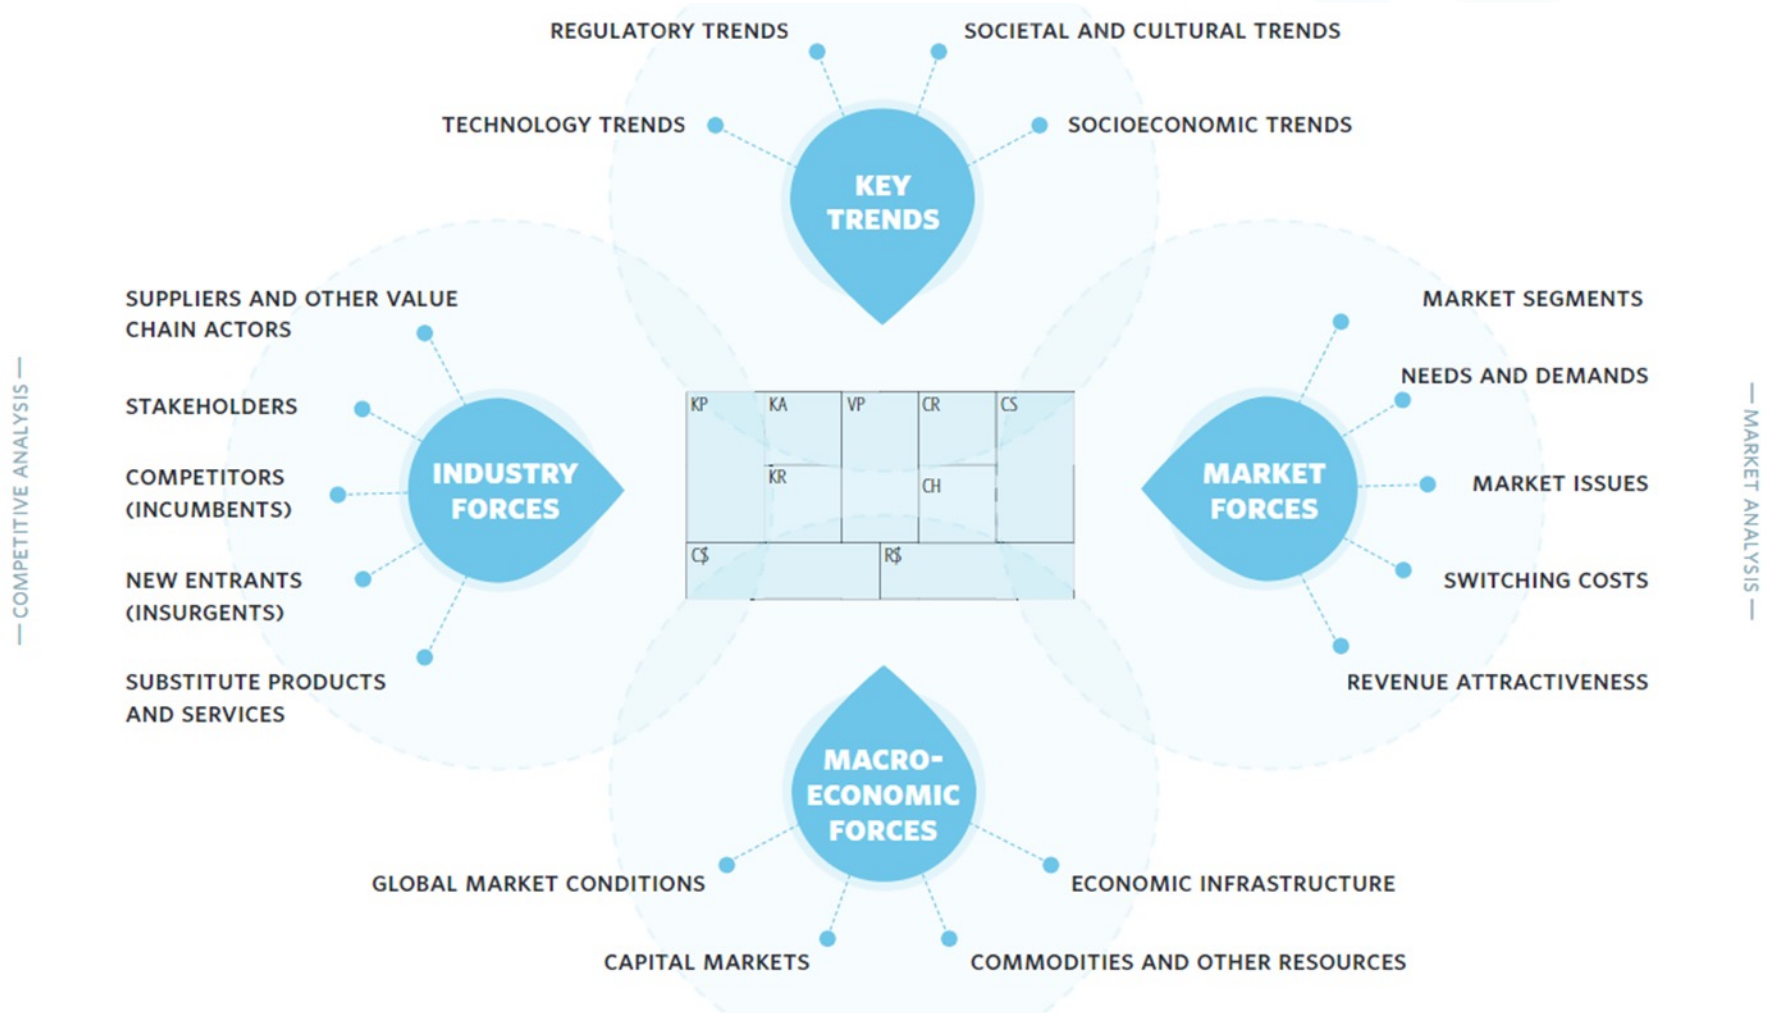 REGULATORY TRENDS
SOCIETAL AND CULTURAL TRENDS
TECHNOLOGY TRENDS
SOCIOECONOMIC TRENDS
KEY
TRENDS
— COMPETITIVE ANALYSIS —
SUPPLIERS AND OTHER VALUE
CHAIN ACTORS
STAKEHOLDERS
COMPETITORS
(INCUMBENTS)
NEW ENTRANTS
(INSURGENTS)
SUBSTITUTE PRODUCTS
AND SERVICES
INDUSTRY
FORCES
KP
KA
VP
CR
CS
KR
CH
C$
R$
MARKET
FORCES
MARKET SEGMENTS
NEEDS AND DEMANDS
MARKET ISSUES
SWITCHING COSTS
REVENUE ATTRACTIVENESS
— MARKET ANALYSIS —
MACRO-
ECONOMIC
FORCES
GLOBAL MARKET CONDITIONS
ECONOMIC INFRASTRUCTURE
CAPITAL MARKETS
COMMODITIES AND OTHER RESOURCES